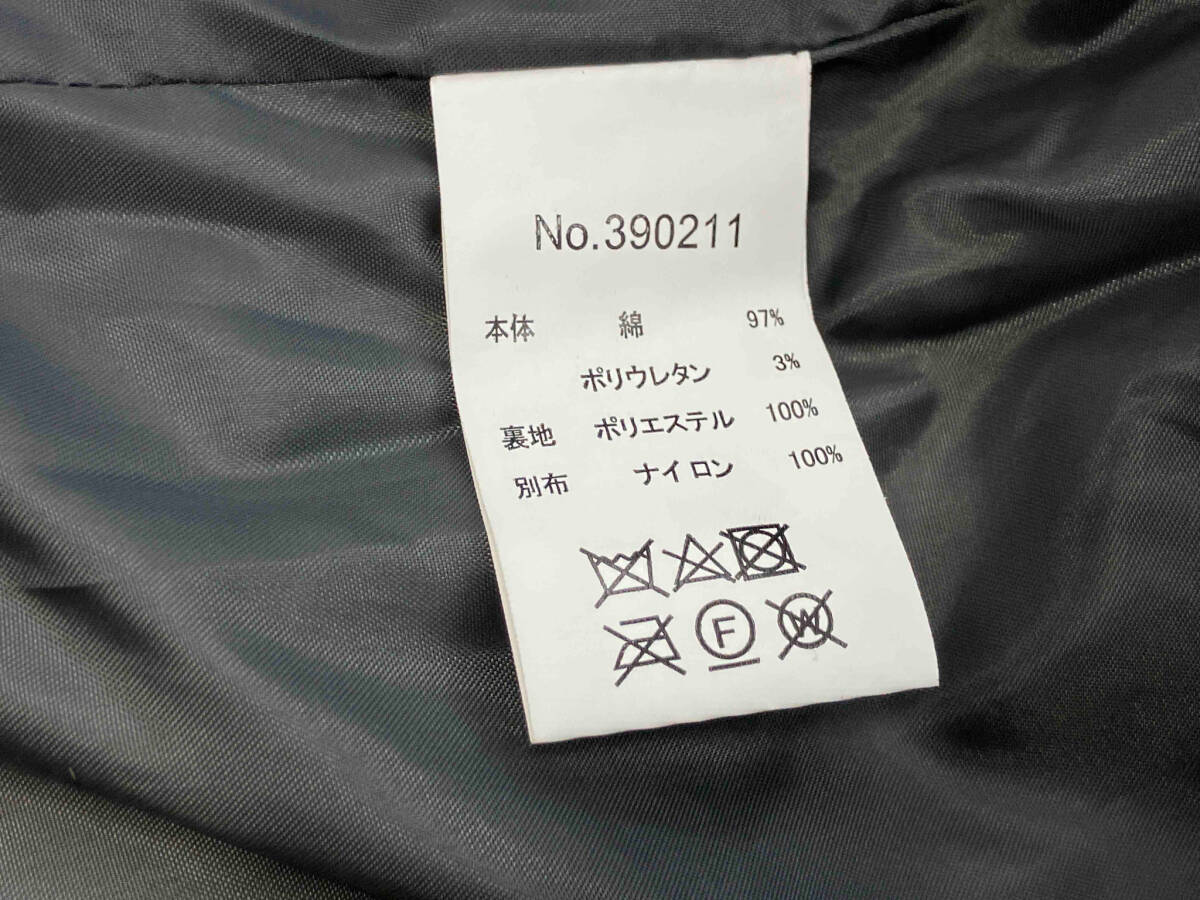 No.390211
本体 綿 97%
ポリウレタン 3%
裏地 ポリエステル 100%
別布 ナイロン 100%
F W